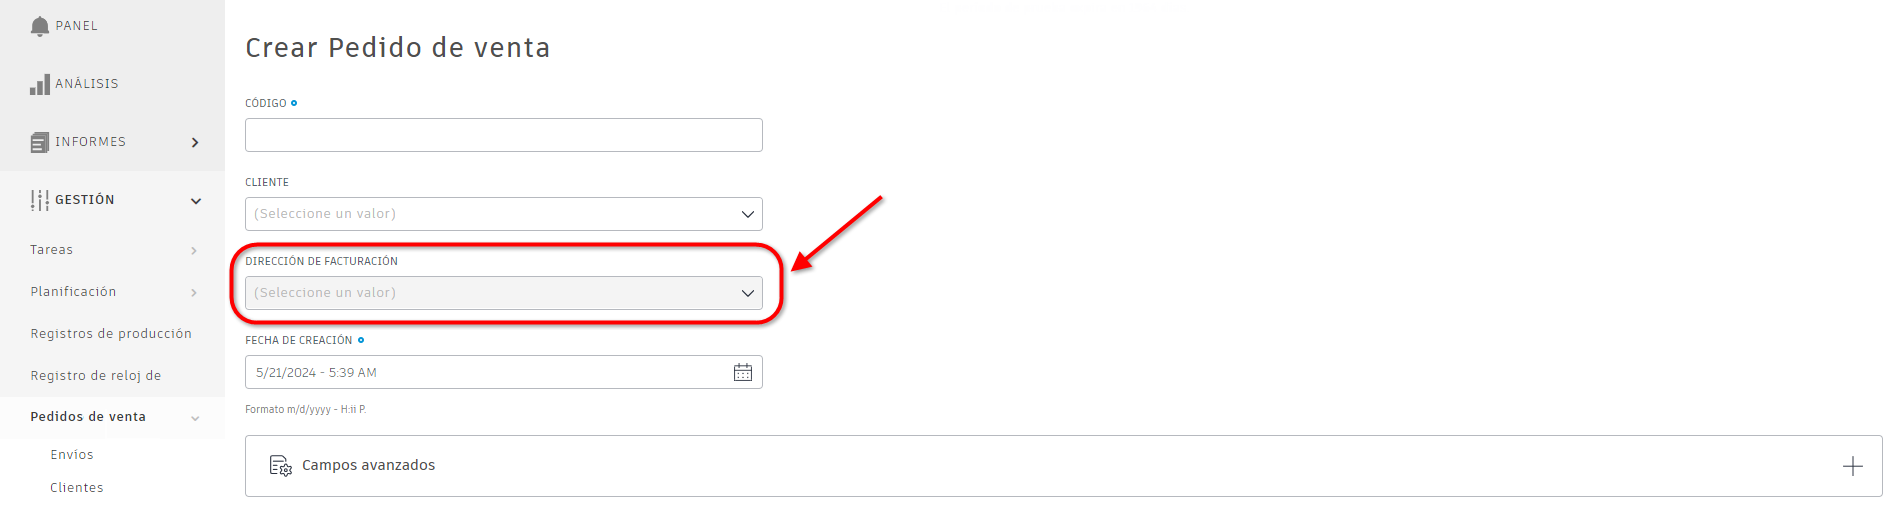 PANEL
ANÁLISIS
INFORMES
GESTIÓN
Tareas
Planificación
Registros de producción
Registro de reloj de
Pedidos de venta
Envíos
Clientes
Crear Pedido de venta
CÓDIGO
CLIENTE
(Seleccione un valor)
DIRECCIÓN DE FACTURACIÓN
(Seleccione un valor)
FECHA DE CREACIÓN
5/21/2024 - 5:39 AM
Formato m/d/yyyy - H:ii P.
Campos avanzados